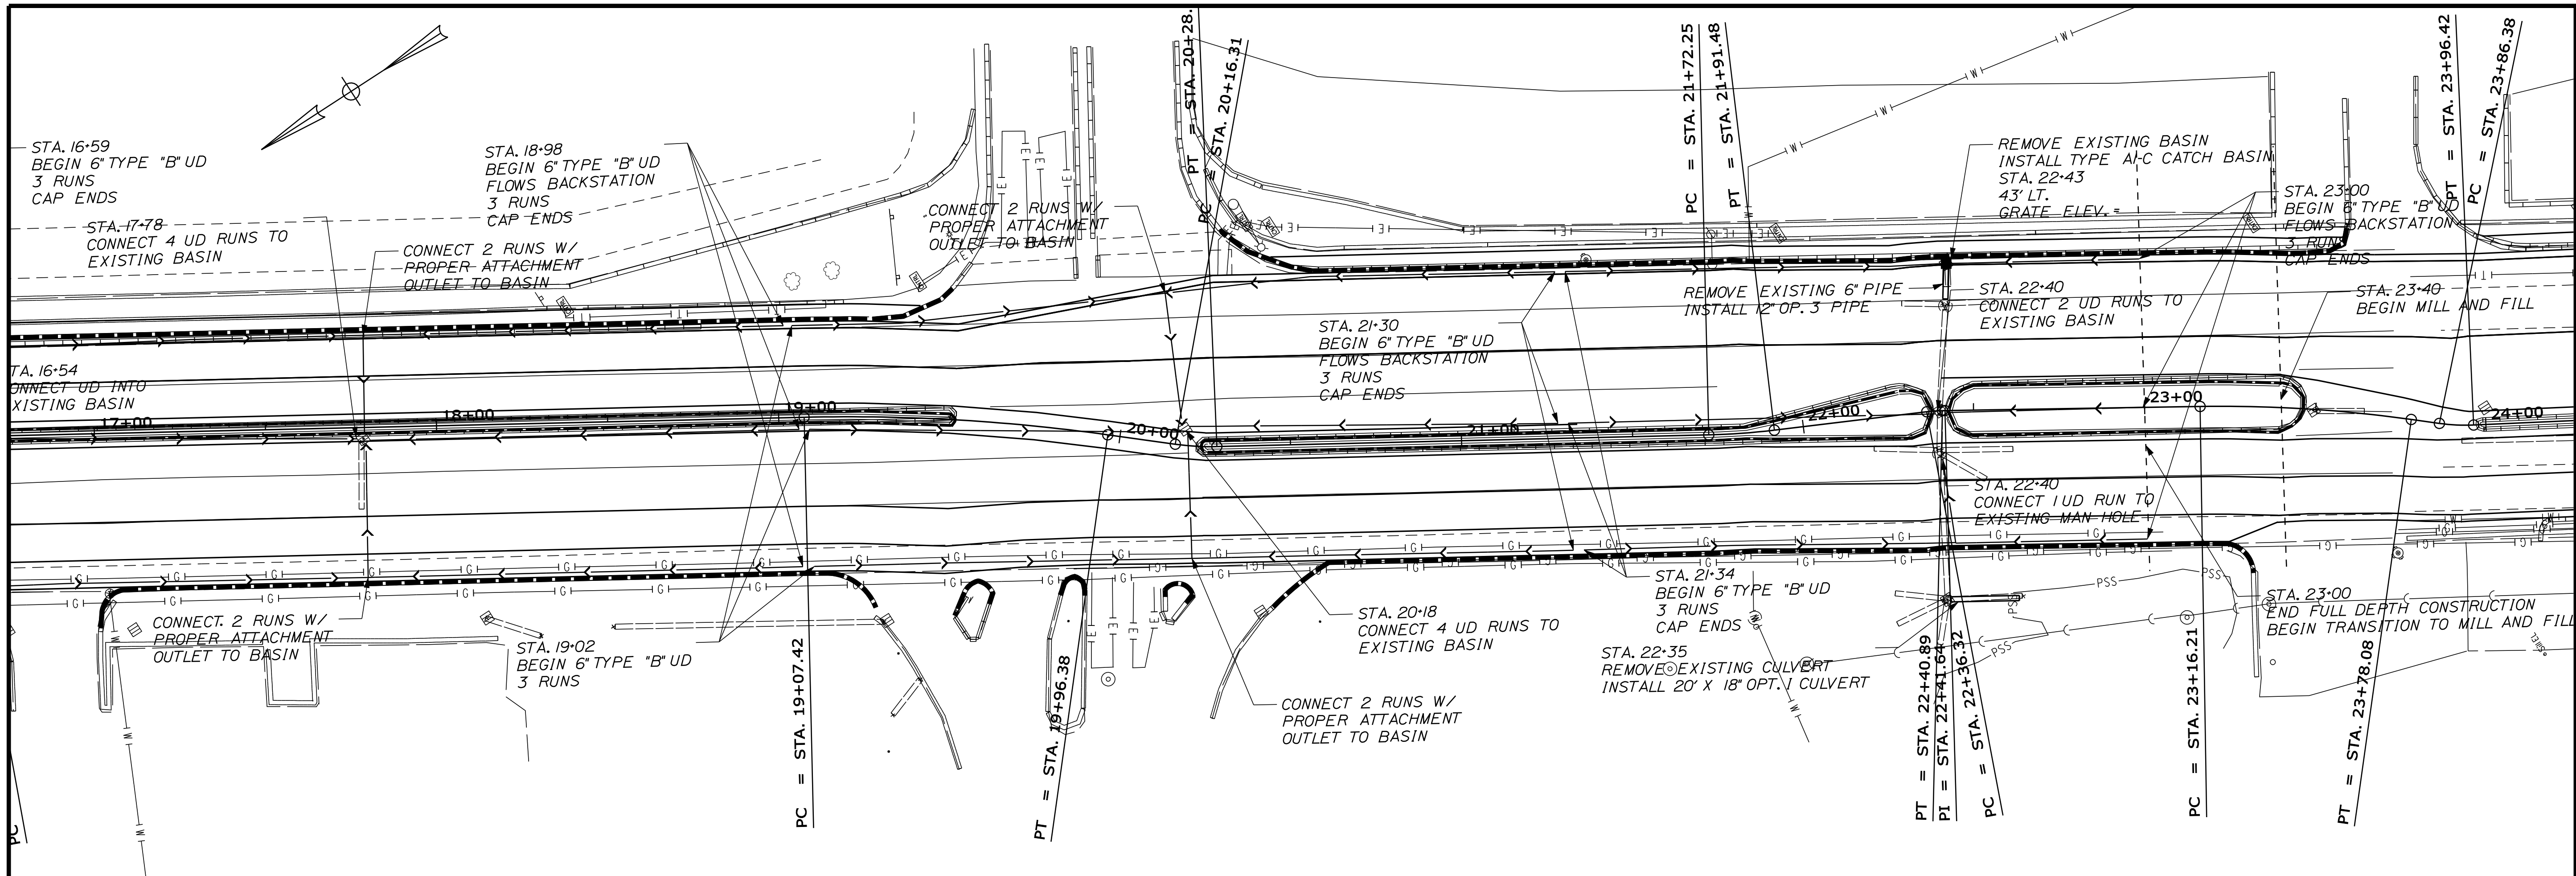 STA. 16+59
BEGIN 6" TYPE "B" UD
3 RUNS
CAP ENDS
STA. 17+78
CONNECT 4 UD RUNS TO
EXISTING BASIN
STA. 18+98
BEGIN 6" TYPE "B" UD
FLOWS BACKSTATION
3 RUNS
CAP ENDS
CONNECT 2 RUNS W/
PROPER ATTACHMENT
OUTLET TO BASIN
CONNECT 2 RUNS W/
PROPER ATTACHMENT
OUTLET TO BASIN
PT = STA. 20+28.
PC = STA. 20+16.31
PC = STA. 21+72.25
PT = STA. 21+91.48
REMOVE EXISTING BASIN
INSTALL TYPE A1-C CATCH BASIN
STA. 22+43
43' LT.
GRATE ELEV. =
PT = STA. 23+96.42
PC = STA. 23+86.38
STA. 23+00
BEGIN 6" TYPE "B" UD
FLOWS BACKSTATION
3 RUNS
CAP ENDS
STA. 23+40
BEGIN MILL AND FILL
REMOVE EXISTING 6" PIPE
INSTALL 12" OP. 3 PIPE
STA. 22+40
CONNECT 2 UD RUNS TO
EXISTING BASIN
STA. 21+30
BEGIN 6" TYPE "B" UD
FLOWS BACKSTATION
3 RUNS
CAP ENDS
TA. 16+54
ONNECT UD INTO
XISTING BASIN
17+00
18+00
19+00
20+00
21+00
22+00
23+00
24+00
STA. 22+40
CONNECT 1 UD RUN TO
EXISTING MAN HOLE
CONNECT 2 RUNS W/
PROPER ATTACHMENT
OUTLET TO BASIN
STA. 19+02
BEGIN 6" TYPE "B" UD
3 RUNS
PC = STA. 19+07.42
PT = STA. 19+96.38
STA. 20+18
CONNECT 4 UD RUNS TO
EXISTING BASIN
CONNECT 2 RUNS W/
PROPER ATTACHMENT
OUTLET TO BASIN
STA. 21+34
BEGIN 6" TYPE "B" UD
3 RUNS
CAP ENDS
STA. 22+35
REMOVE EXISTING CULVERT
INSTALL 20' X 18" OPT. I CULVERT
PT = STA. 22+40.89
PI = STA. 22+41.64
PC = STA. 22+36.32
PSS
PSS
PSS
PSS
STA. 23+00
END FULL DEPTH CONSTRUCTION
BEGIN TRANSITION TO MILL AND FILL
PC = STA. 23+16.21
PT = STA. 23+78.08
PC